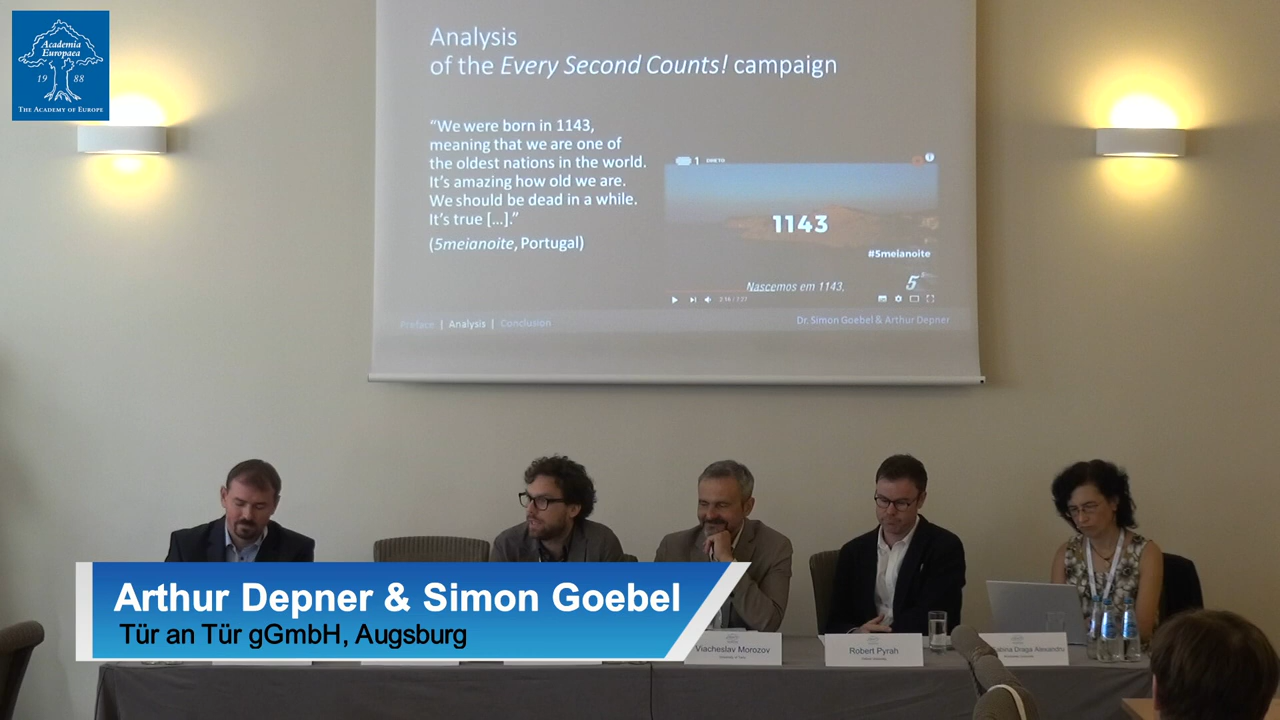 Academia
Europaea
19 88
THE ACADEMY OF EUROPE
Analysis
of the Every Second Counts! campaign
“We were born in 1143,
meaning that we are one of
the oldest nations in the world.
It's amazing how old we are.
We should be dead in a while.
It's true [...].”
(5meianoite, Portugal)
1
1143
#5meianoite
Nascemos em 1143,
5
Preface | Analysis | Conclusion
Dr. Simon Goebel & Arthur Depner
Arthur Depner & Simon Goebel
Tür an Tür gGmbH, Augsburg
Viacheslav Morozov
Robert Pyrah
Draga Alexandru